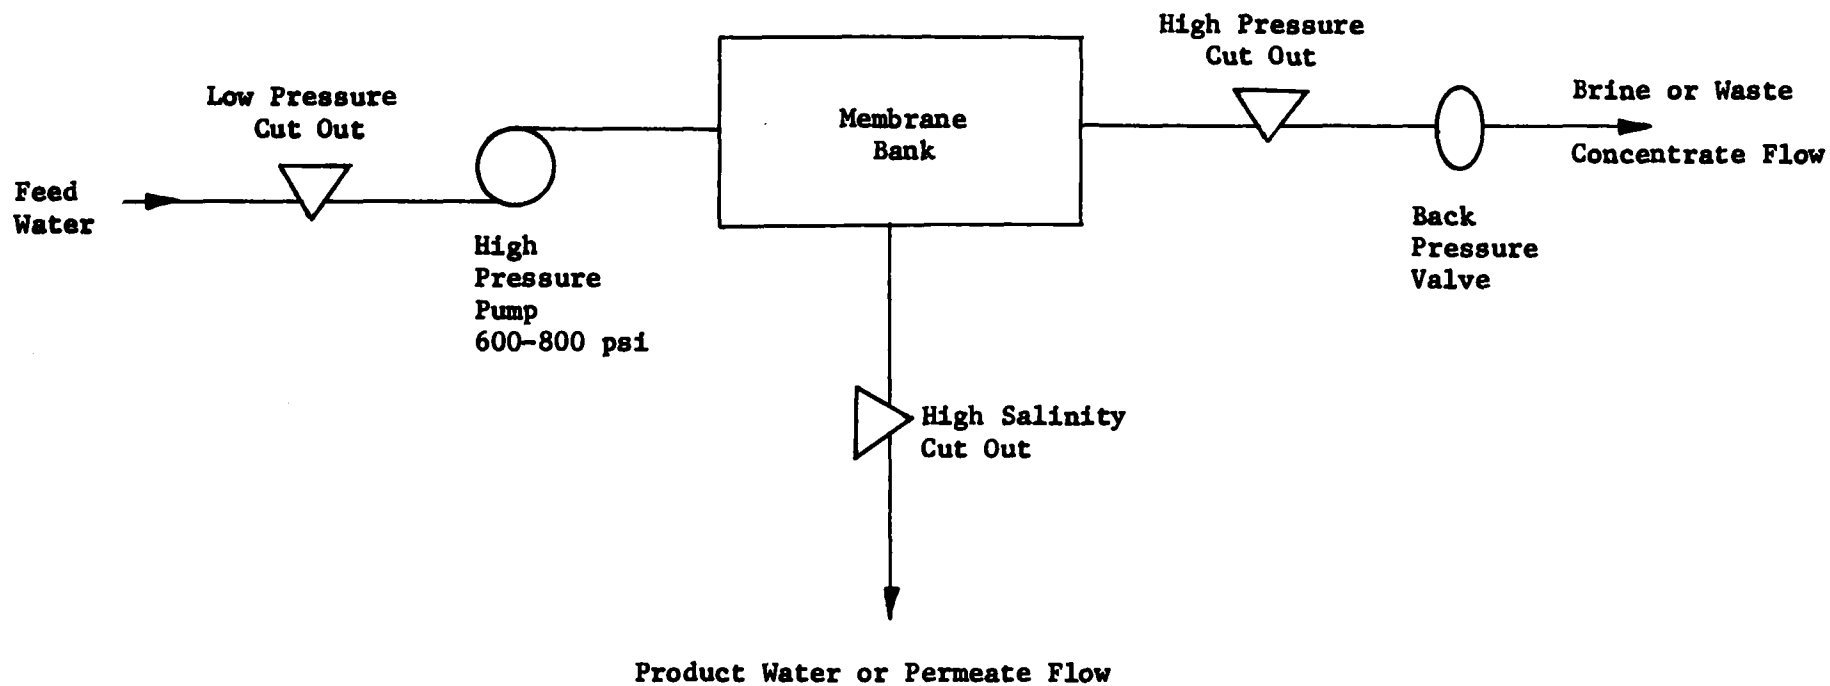 High Pressure
Cut Out
Low Pressure
Cut Out
Membrane
Bank
Brine or Waste
Concentrate Flow
Feed
Water
High
Pressure
Pump
600-800 psi
Back
Pressure
Valve
High Salinity
Cut Out
Product Water or Permeate Flow